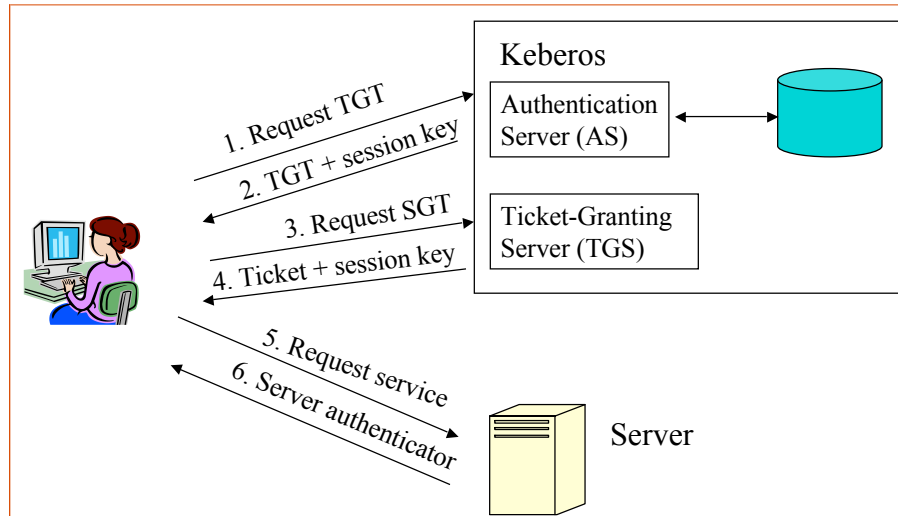 Keberos
Authentication
Server (AS)
1. Request TGT
2. TGT + session key
3. Request SGT
4. Ticket + session key
Ticket-Granting
Server (TGS)
5. Request service
6. Server authenticator
Server